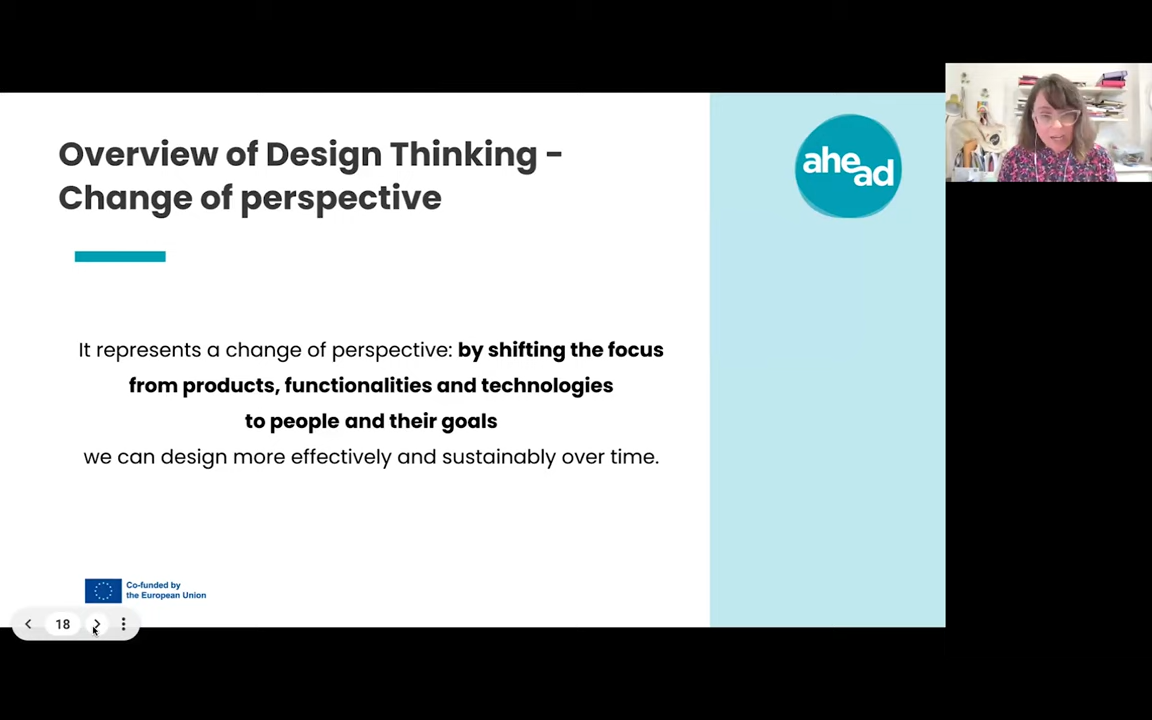 Overview of Design Thinking -
Change of perspective
ahead
It represents a change of perspective: by shifting the focus
from products, functionalities and technologies
to people and their goals
we can design more effectively and sustainably over time.
Co-funded by
the European Union
18